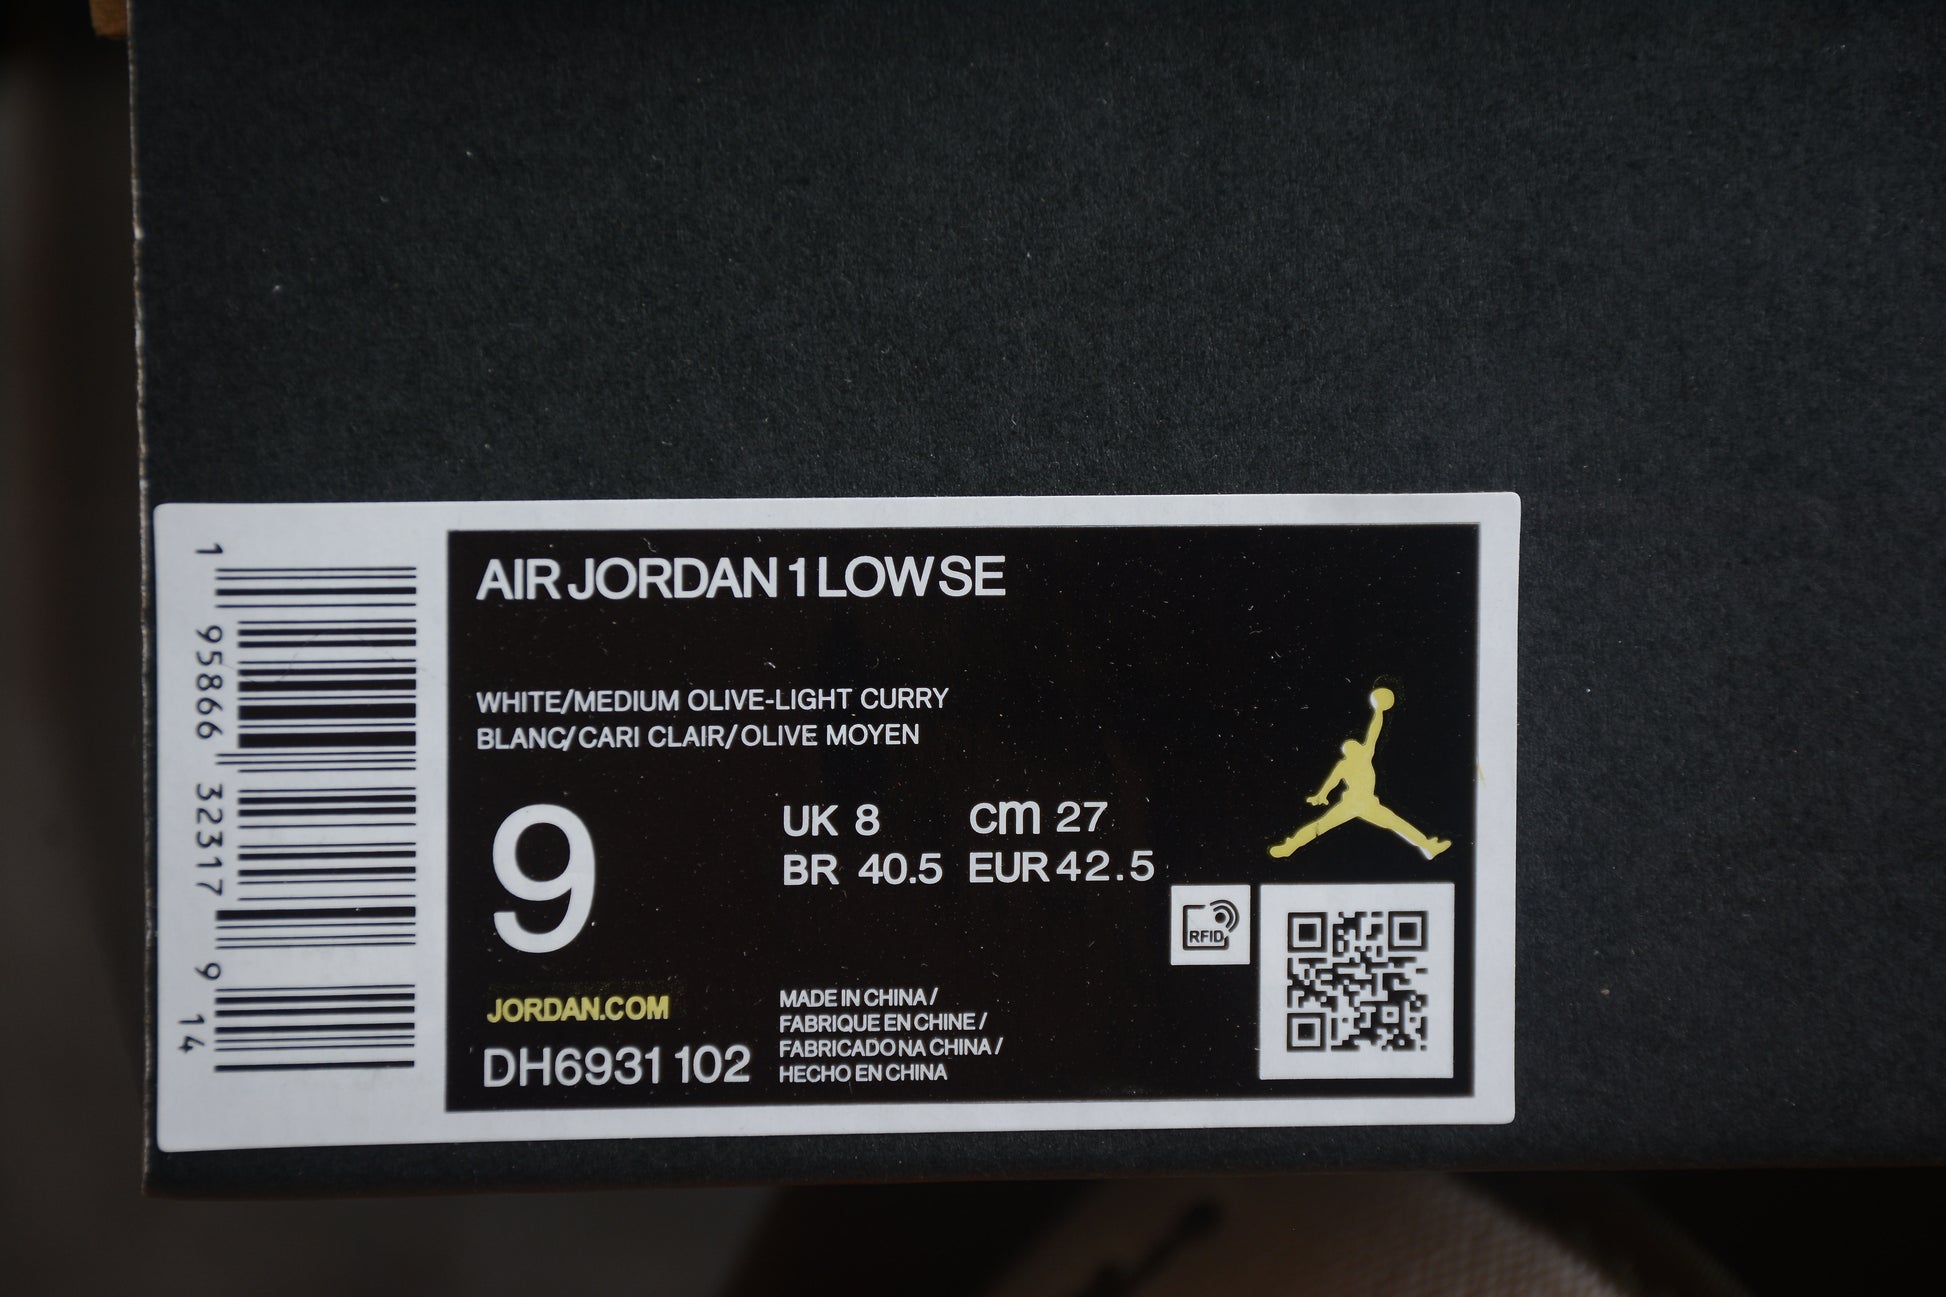 AIR JORDAN 1 LOW SE
WHITE/MEDIUM OLIVE-LIGHT CURRY
BLANC/CARI CLAIR/OLIVE MOYEN
9
UK 8 cm 27
BR 40.5 EUR 42.5
RFID
JORDAN.COM
DH6931 102
MADE IN CHINA /
FABRIQUE EN CHINE /
FABRICADO NA CHINA /
HECHO EN CHINA
1 95866 32317 9
14